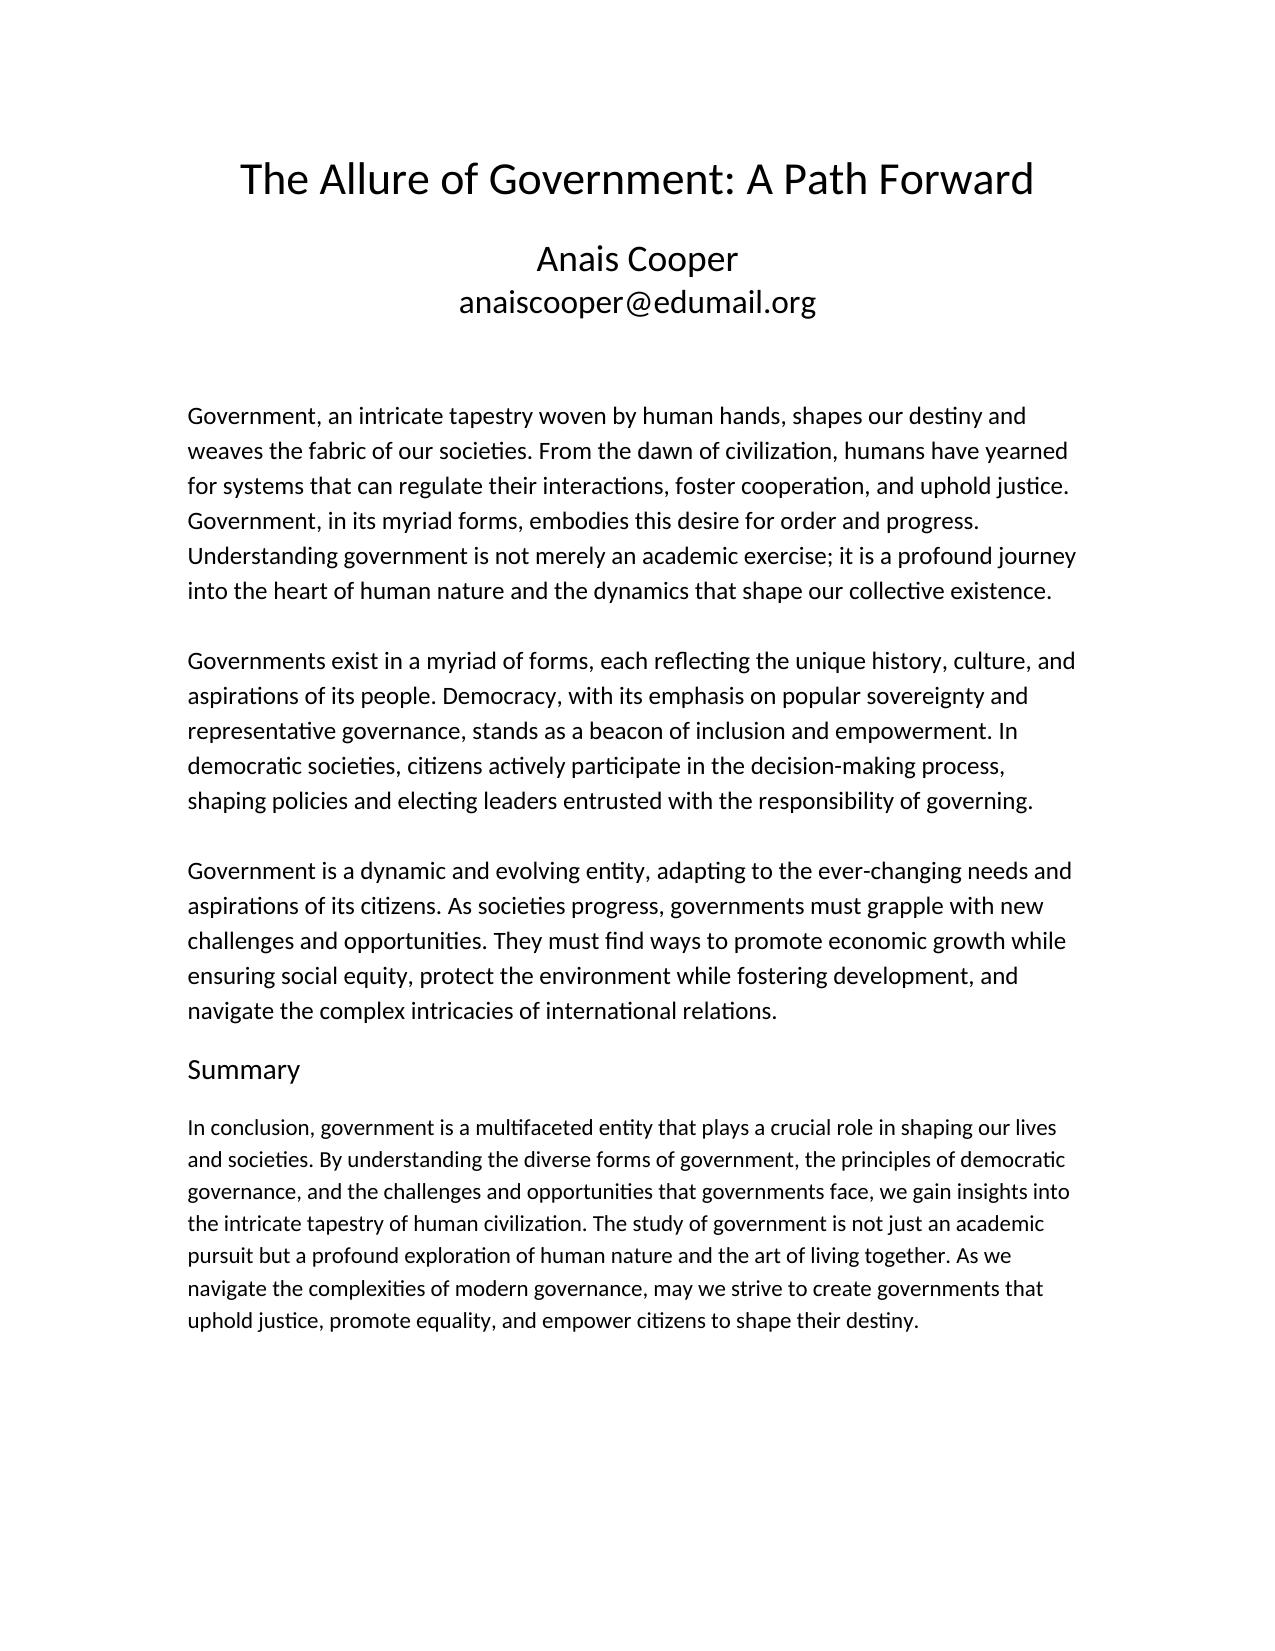 The Allure of Government: A Path Forward
Anais Cooper
anaiscooper@edumail.org
Government, an intricate tapestry woven by human hands, shapes our destiny and
weaves the fabric of our societies. From the dawn of civilization, humans have yearned
for systems that can regulate their interactions, foster cooperation, and uphold justice.
Government, in its myriad forms, embodies this desire for order and progress.
Understanding government is not merely an academic exercise; it is a profound journey
into the heart of human nature and the dynamics that shape our collective existence.
Governments exist in a myriad of forms, each reflecting the unique history, culture, and
aspirations of its people. Democracy, with its emphasis on popular sovereignty and
representative governance, stands as a beacon of inclusion and empowerment. In
democratic societies, citizens actively participate in the decision-making process,
shaping policies and electing leaders entrusted with the responsibility of governing.
Government is a dynamic and evolving entity, adapting to the ever-changing needs and
aspirations of its citizens. As societies progress, governments must grapple with new
challenges and opportunities. They must find ways to promote economic growth while
ensuring social equity, protect the environment while fostering development, and
navigate the complex intricacies of international relations.
Summary
In conclusion, government is a multifaceted entity that plays a crucial role in shaping our lives
and societies. By understanding the diverse forms of government, the principles of democratic
governance, and the challenges and opportunities that governments face, we gain insights into
the intricate tapestry of human civilization. The study of government is not just an academic
pursuit but a profound exploration of human nature and the art of living together. As we
navigate the complexities of modern governance, may we strive to create governments that
uphold justice, promote equality, and empower citizens to shape their destiny.